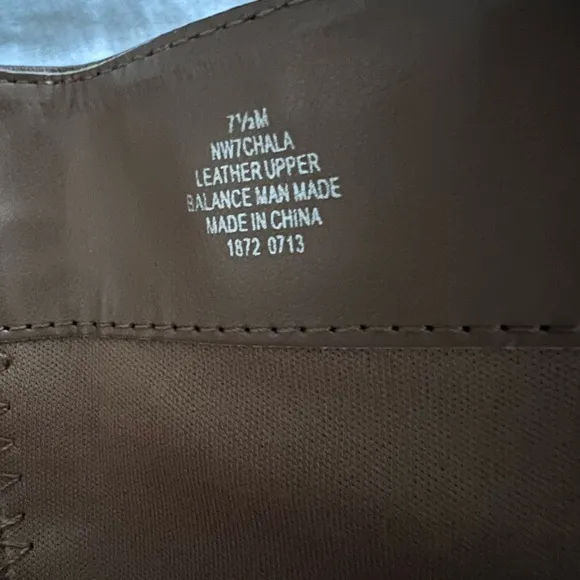 7½M
NW7CHALA
LEATHER UPPER
BALANCE MAN MADE
MADE IN CHINA
1872 0713